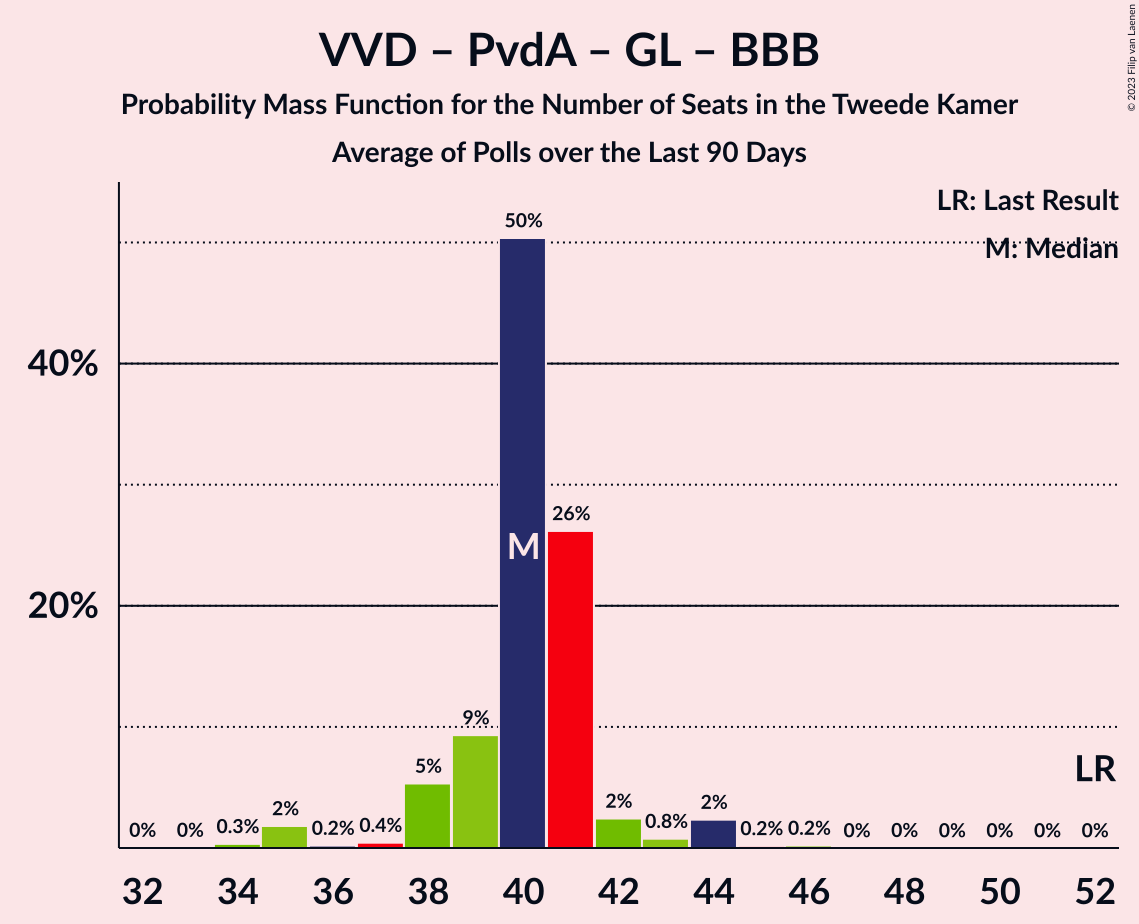 VVD – PvdA – GL – BBB
Probability Mass Function for the Number of Seats in the Tweede Kamer
Average of Polls over the Last 90 Days
© 2023 Filip van Laenen
LR: Last Result
M: Median
50%
40%
M
26%
20%
9%
5%
LR
0% 0% 0.3% 2% 0.2% 0.4% 2% 0.8% 2% 0.2% 0.2% 0% 0% 0% 0% 0% 0%
32 34 36 38 40 42 44 46 48 50 52